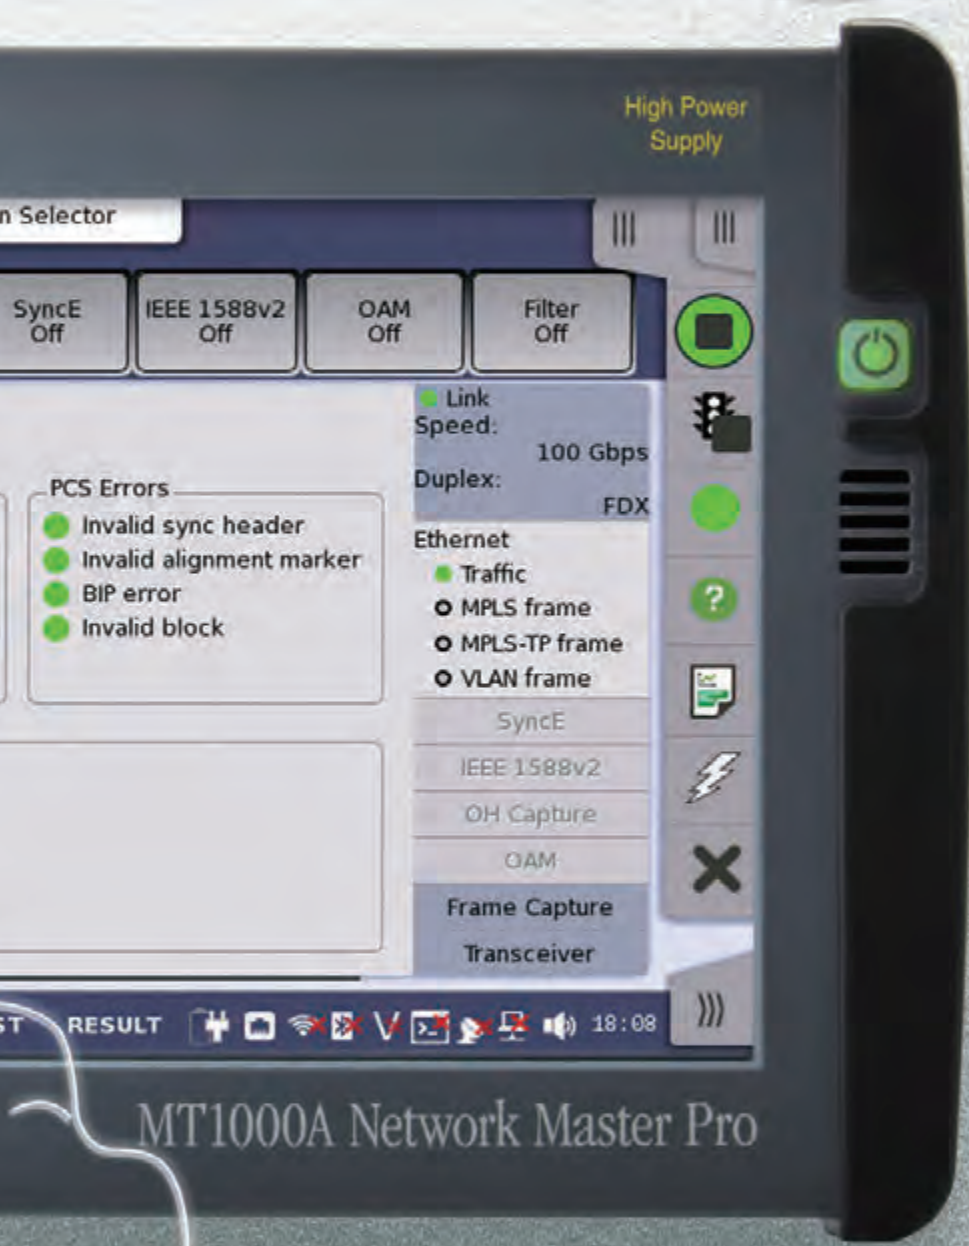 High Power
Supply
n Selector
SyncE
Off
IEEE 1588v2
Off
OAM
Off
Filter
Off
Link
Speed:
100 Gbps
Duplex:
FDX
PCS Errors
Invalid sync header
Invalid alignment marker
BIP error
Invalid block
Ethernet
Traffic
MPLS frame
MPLS-TP frame
VLAN frame
SyncE
IEEE 1588v2
OH Capture
OAM
Frame Capture
Transceiver
?
ST RESULT 18:08
MT1000A Network Master Pro